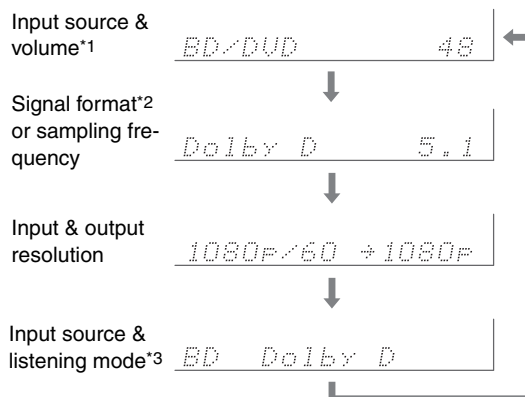 Input source &
volume*1
BD/DVD 48
Signal format*2
or sampling fre-
quency
Dolby D 5.1
Input & output
resolution
1080p/60 →1080p
Input source &
listening mode*3
BD Dolby D